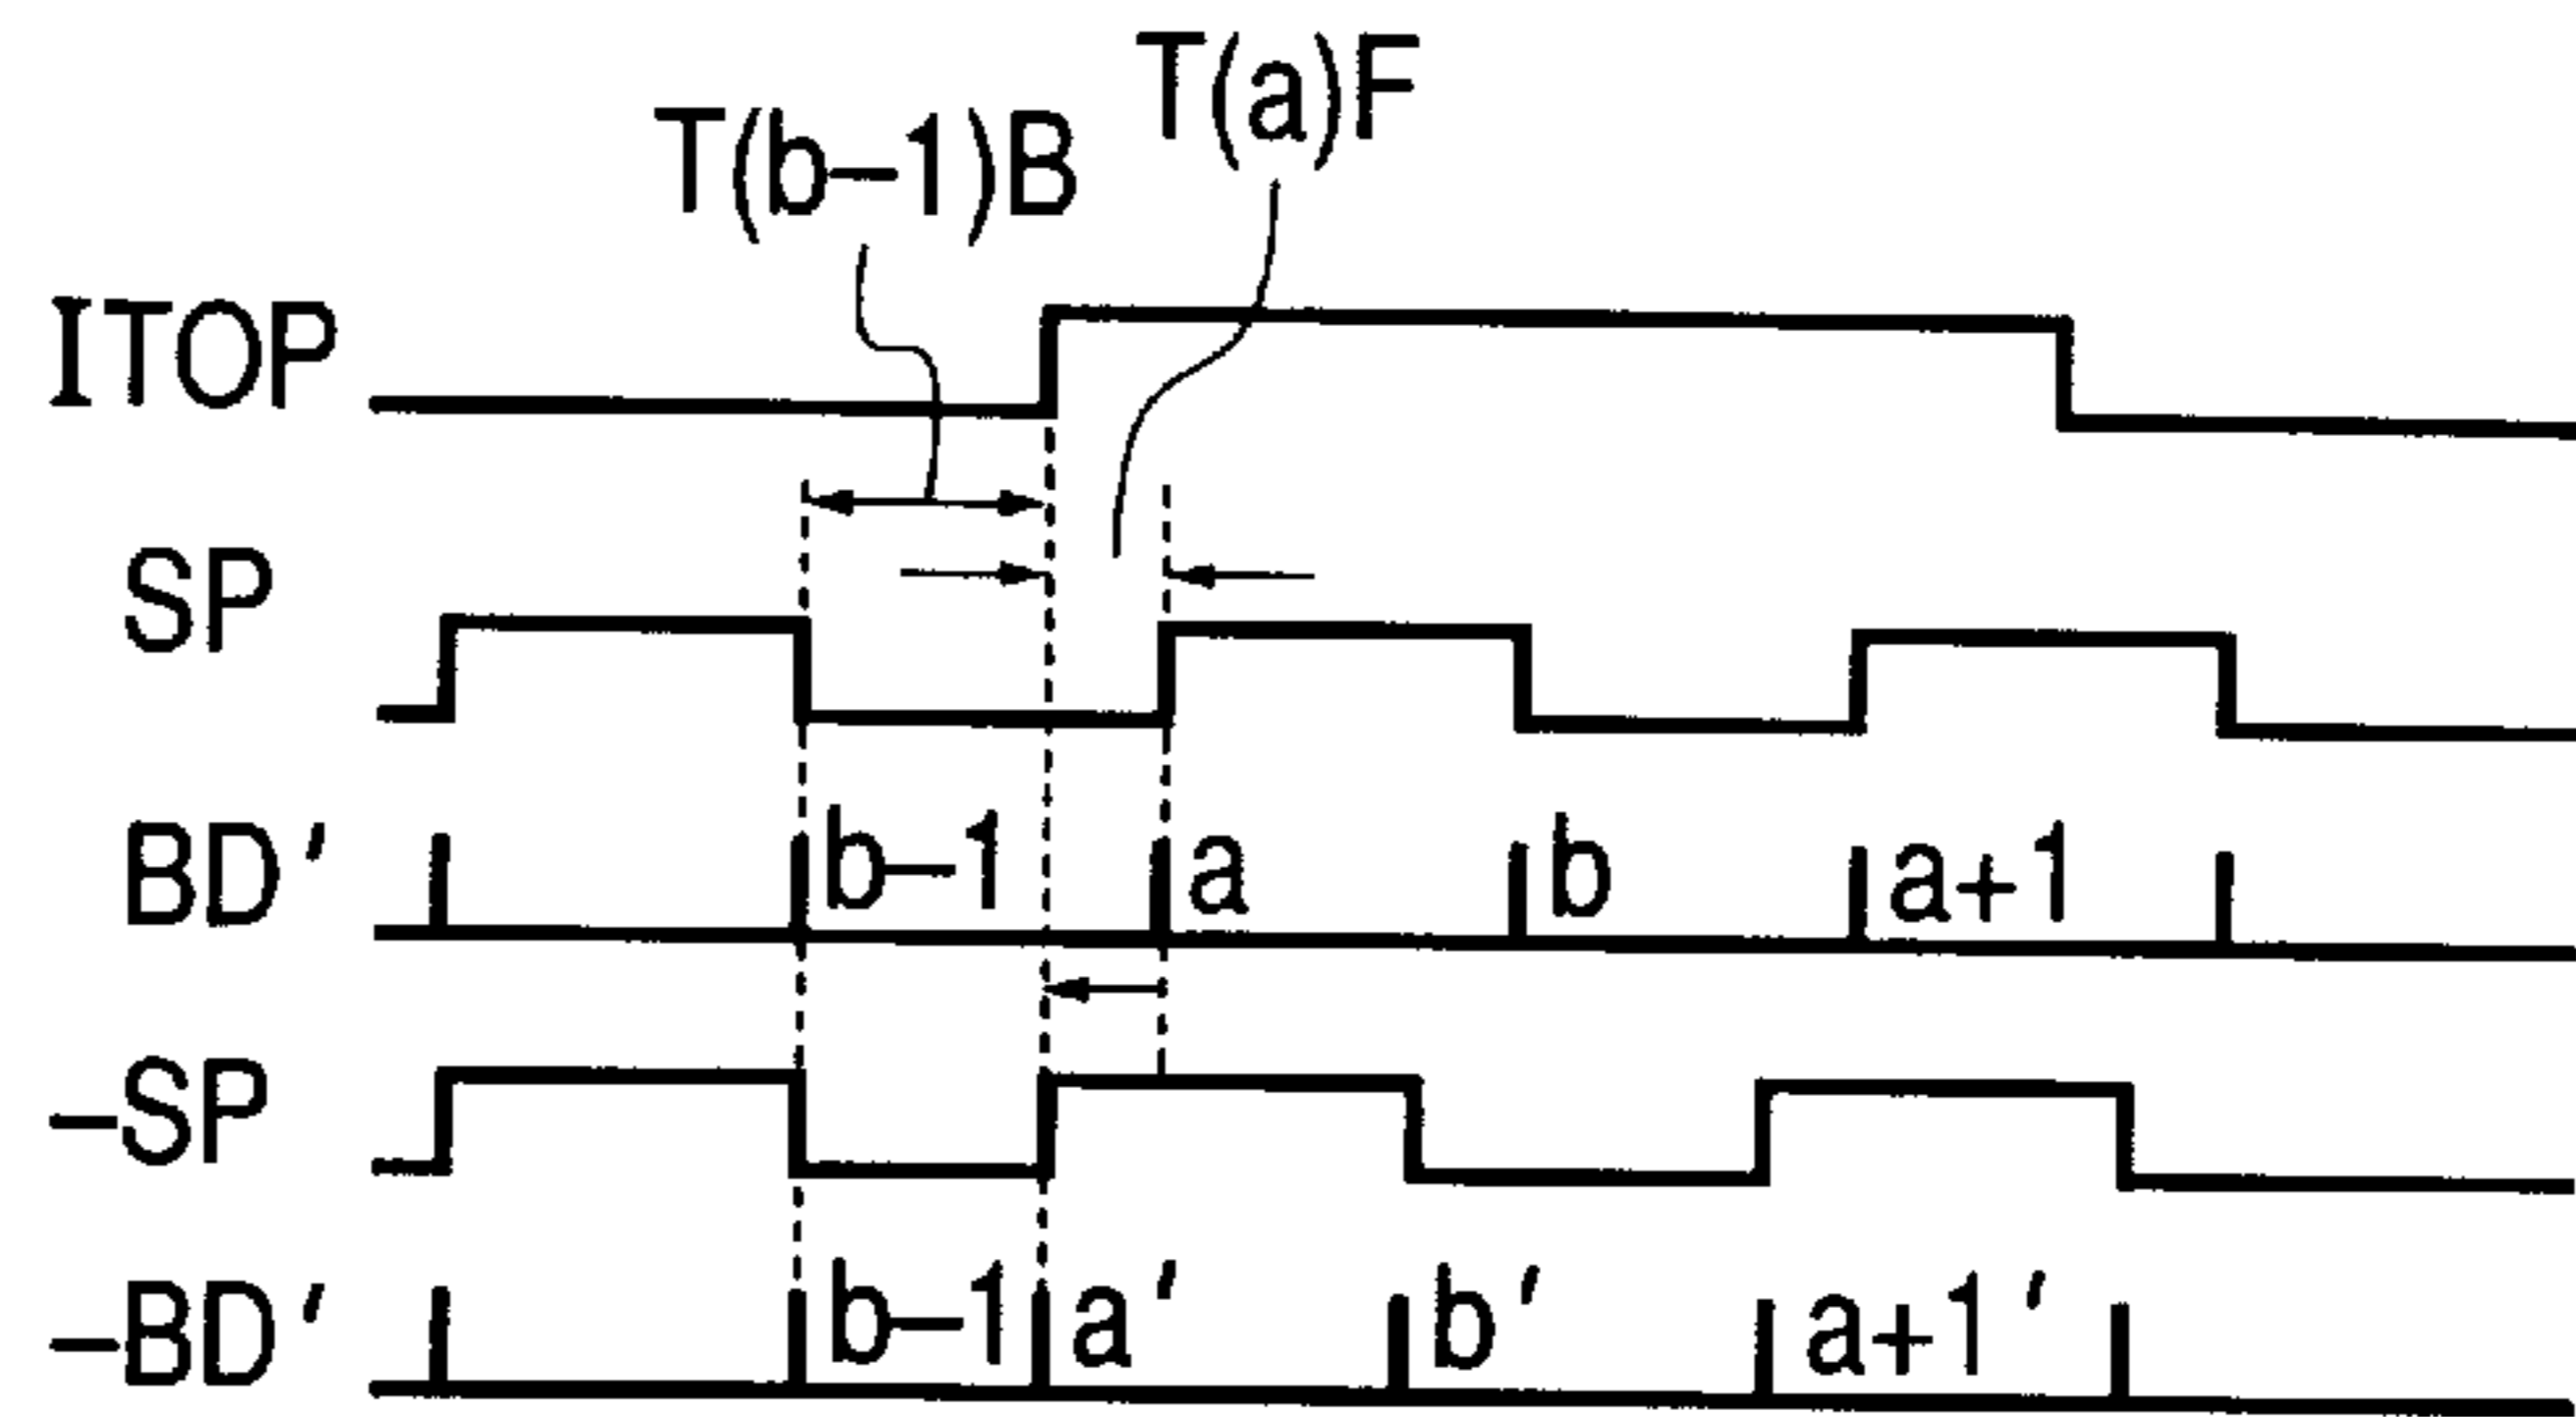 T(a)F
T(b−1)B
ITOP
SP
BD′ b−1 a b a+1
−SP
−BD′ b−1 a′ b′ a+1′